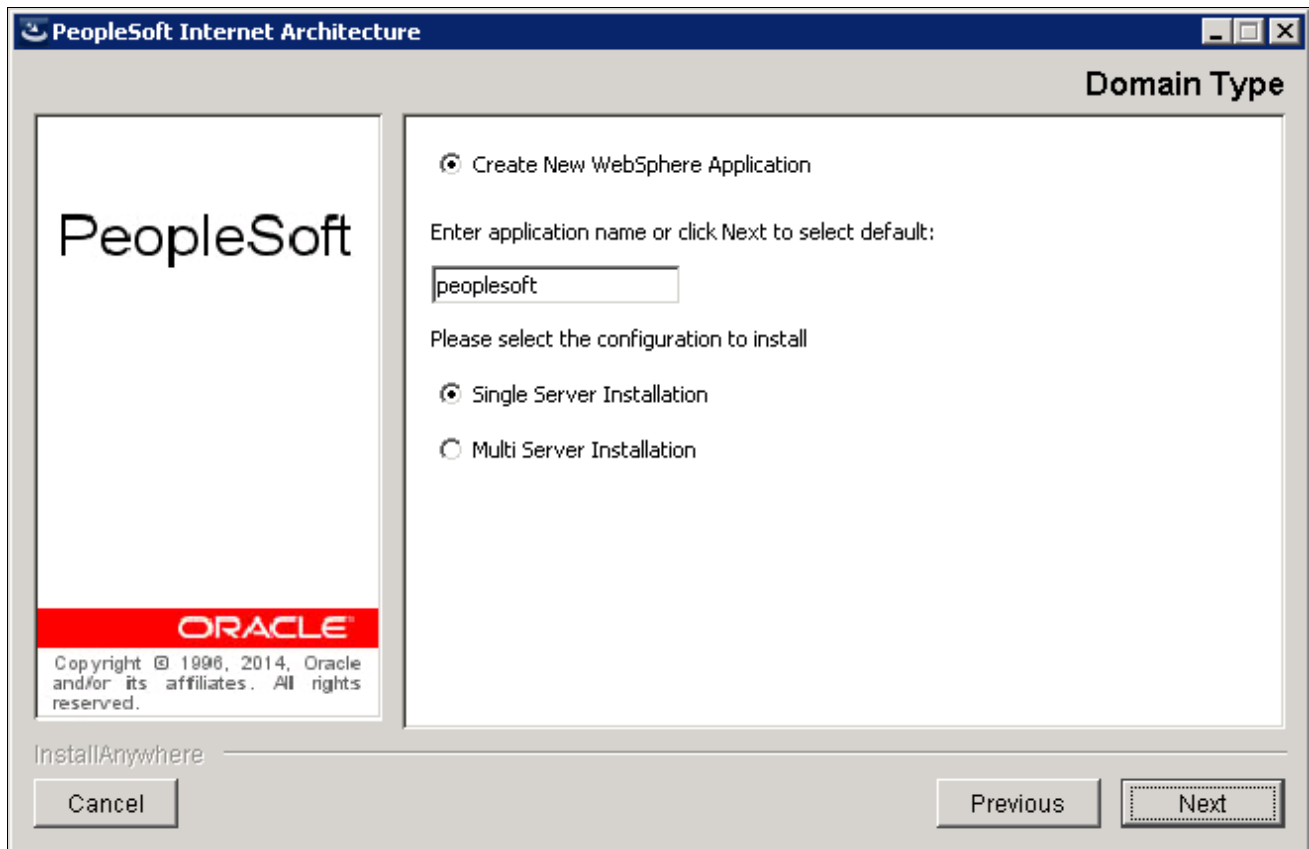 PeopleSoft Internet Architecture
Domain Type
PeopleSoft
ORACLE
Copyright © 1996, 2014, Oracle
and/or its affiliates. All rights
reserved.
Create New WebSphere Application
Enter application name or click Next to select default:
peoplesoft
Please select the configuration to install
Single Server Installation
Multi Server Installation
InstallAnywhere
Cancel
Previous
Next